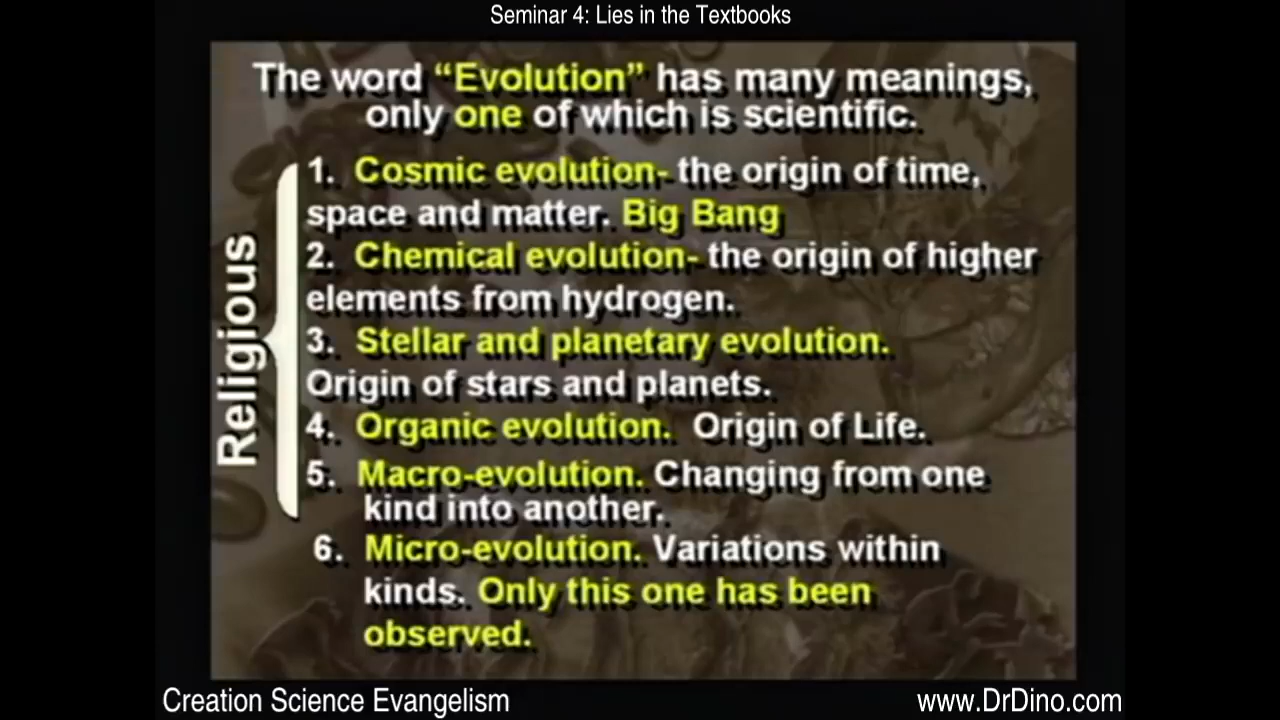 Seminar 4: Lies in the Textbooks
The word “Evolution” has many meanings,
only one of which is scientific.
Religious
1. Cosmic evolution- the origin of time,
space and matter. Big Bang
2. Chemical evolution- the origin of higher
elements from hydrogen.
3. Stellar and planetary evolution.
Origin of stars and planets.
4. Organic evolution. Origin of Life.
5. Macro-evolution. Changing from one
kind into another.
6. Micro-evolution. Variations within
kinds. Only this one has been
observed.
Creation Science Evangelism
www.DrDino.com